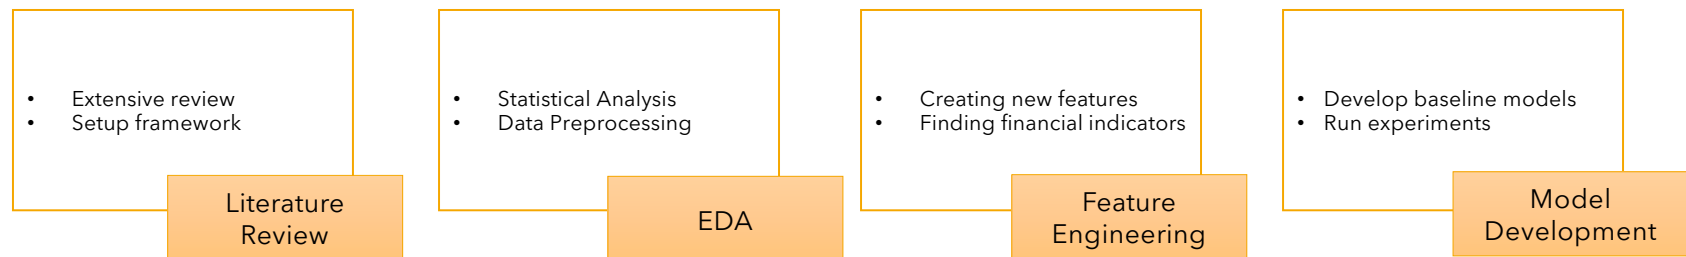 • Extensive review
• Setup framework
Literature
Review
• Statistical Analysis
• Data Preprocessing
EDA
• Creating new features
• Finding financial indicators
Feature
Engineering
• Develop baseline models
• Run experiments
Model
Development